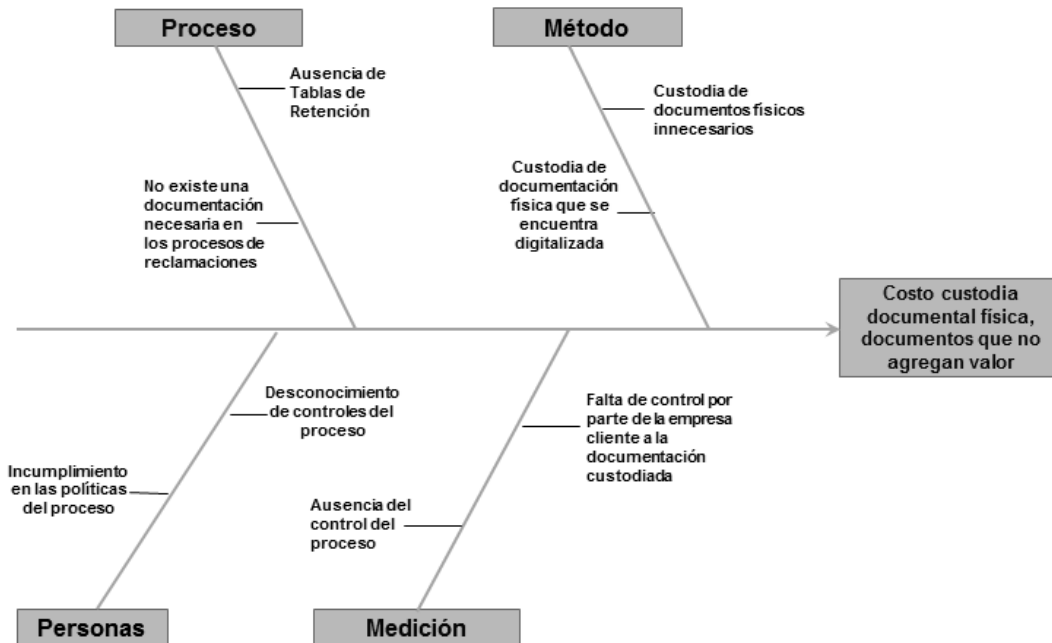 Proceso
Método
Ausencia de
Tablas de
Retención
Custodia de
documentos físicos
innecesarios
No existe una
documentación
necesaria en
los procesos de
reclamaciones
Custodia de
documentación
física que se
encuentra
digitalizada
Costo custodia
documental física,
documentos que no
agregan valor
Desconocimiento
de controles del
proceso
Falta de control por
parte de la empresa
cliente a la
documentación
custodiada
Incumplimiento
en las políticas
del proceso
Ausencia del
control del
proceso
Personas
Medición